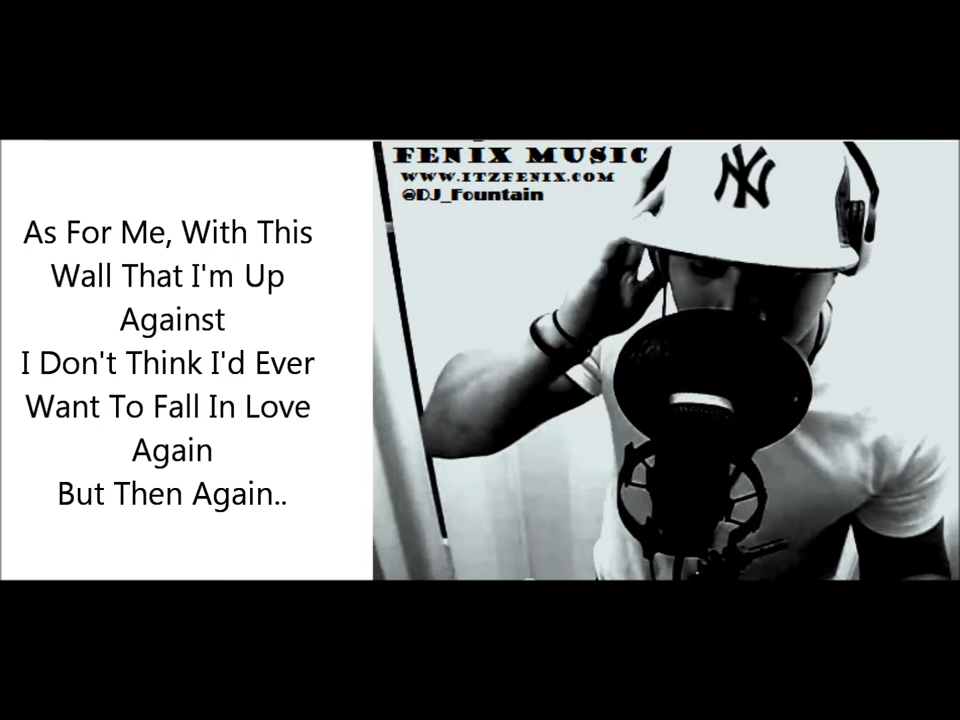 As For Me, With This
Wall That I'm Up
Against
I Don't Think I'd Ever
Want To Fall In Love
Again
But Then Again..
FENIX MUSIC
WWW.ITZFENIX.COM
@DJ_Fountain
NY